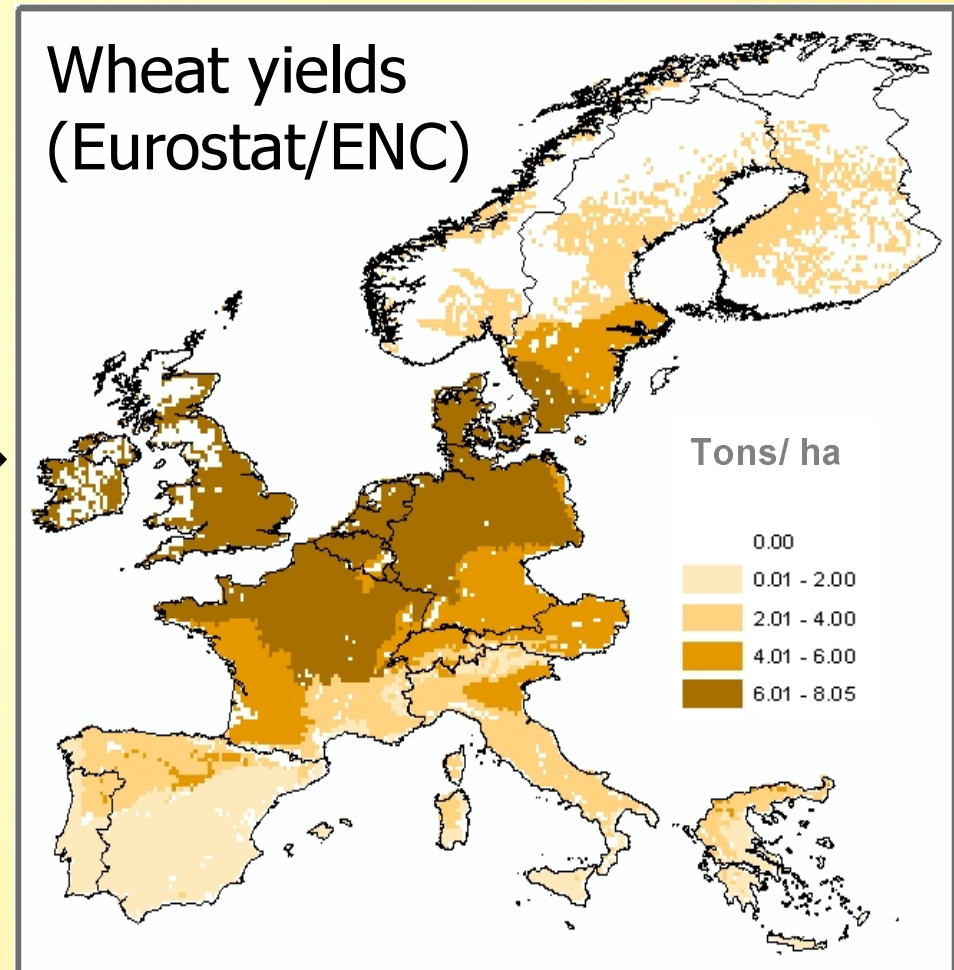 Wheat yields
(Eurostat/ENC)
Tons/ ha
0.00
0.01 - 2.00
2.01 - 4.00
4.01 - 6.00
6.01 - 8.05